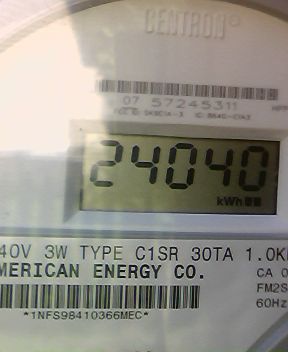 CENTRON®
07 57245311
24040
kWh
40V 3W TYPE C1SR 30TA 1.0K
MERICAN ENERGY CO.
CA 0
FM2S
60Hz
*1NFS98410366MEC*